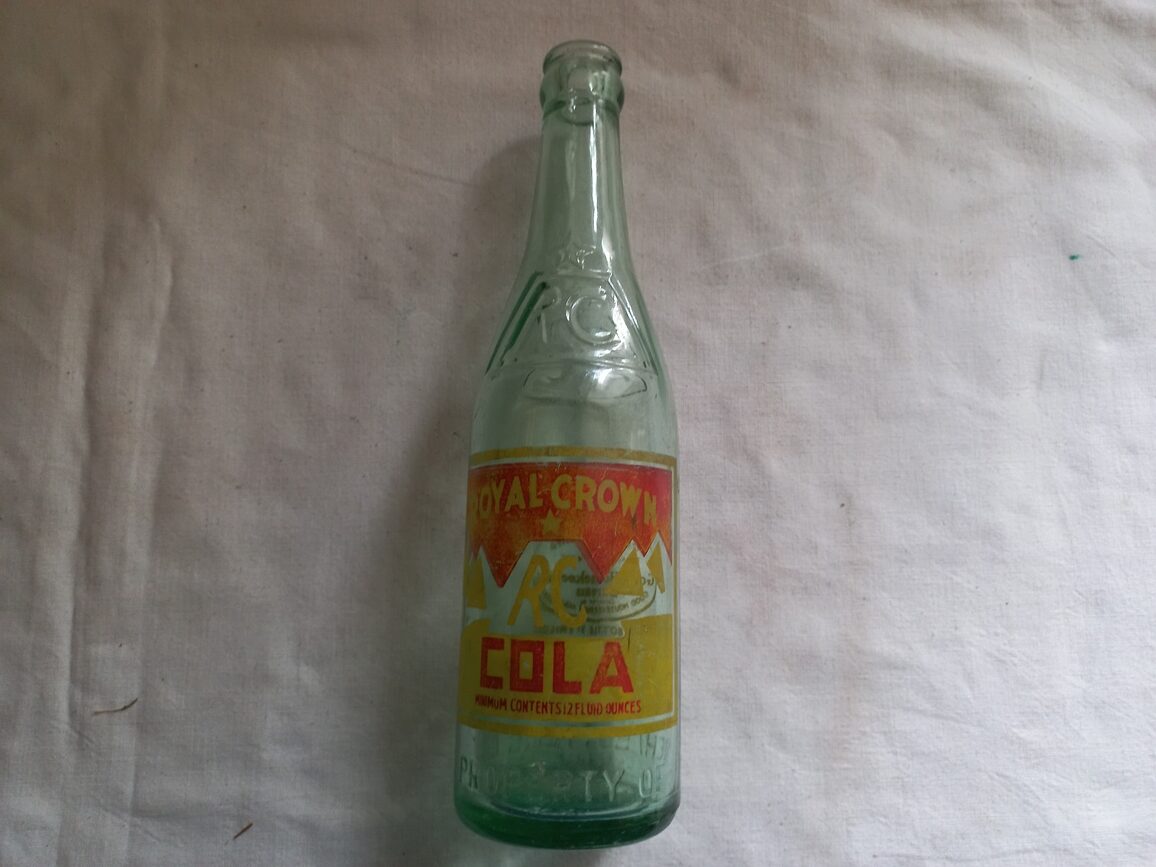 RC
ROYAL CROWN
RC
COLA
MINIMUM CONTENTS 12 FLUID OUNCES
PROPERTY OF